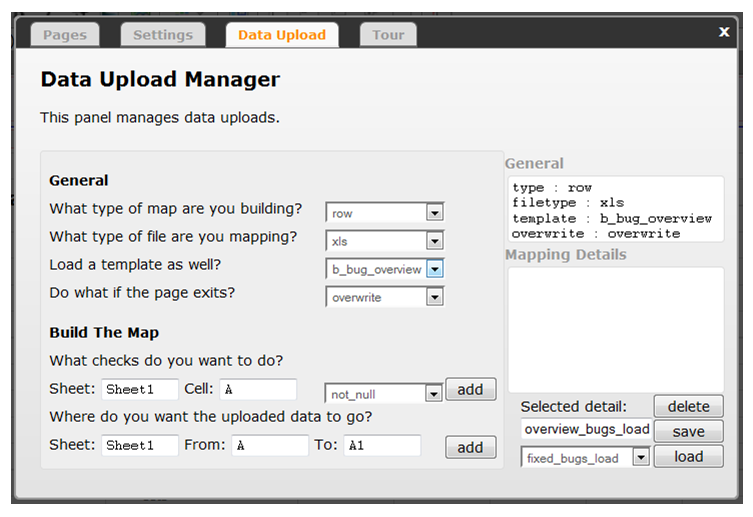 Pages Settings Data Upload Tour x
Data Upload Manager
This panel manages data uploads.
General
What type of map are you building? row
What type of file are you mapping? xls
Load a template as well? b_bug_overview
Do what if the page exits? overwrite
Build The Map
What checks do you want to do?
Sheet: Sheet1 Cell: A not_null add
Where do you want the uploaded data to go?
Sheet: Sheet1 From: A To: A1 add
General
type : row
filetype : xls
template : b_bug_overview
overwrite : overwrite
Mapping Details
Selected detail: delete
overview_bugs_load save
fixed_bugs_load load